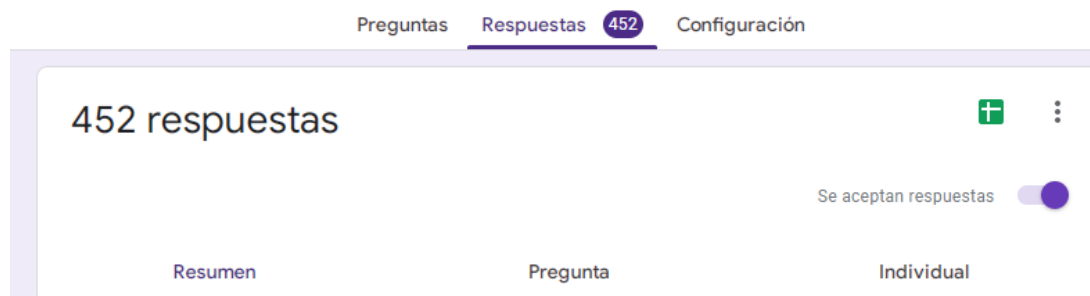 Preguntas Respuestas 452 Configuración
452 respuestas
Se aceptan respuestas
Resumen Pregunta Individual